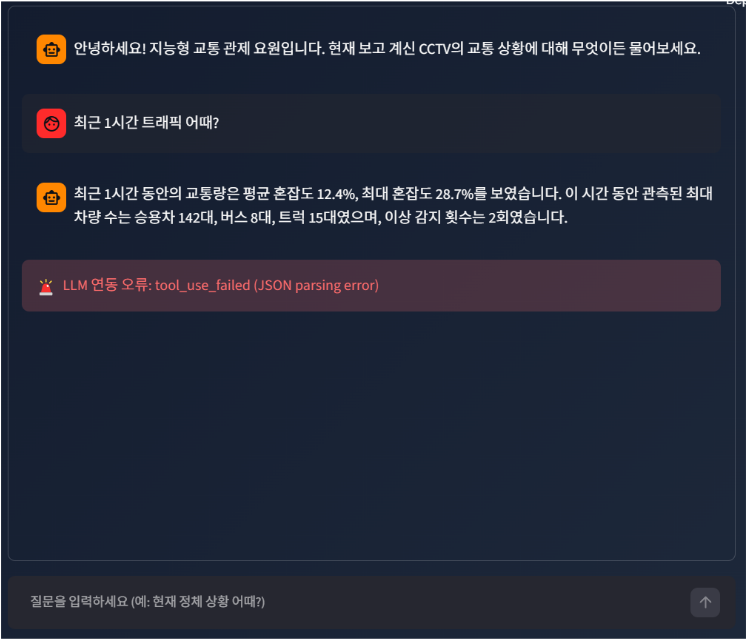 안녕하세요! 지능형 교통 관제 요원입니다. 현재 보고 계신 CCTV의 교통 상황에 대해 무엇이든 물어보세요.
최근 1시간 트래픽 어때?
최근 1시간 동안의 교통량은 평균 혼잡도 12.4%, 최대 혼잡도 28.7%를 보였습니다. 이 시간 동안 관측된 최대
차량 수는 승용차 142대, 버스 8대, 트럭 15대였으며, 이상 감지 횟수는 2회였습니다.
LLM 연동 오류: tool_use_failed (JSON parsing error)
질문을 입력하세요 (예: 현재 정체 상황 어때?)